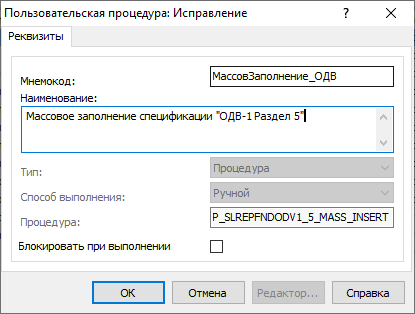 Пользовательская процедура: Исправление
Реквизиты
Мнемокод: МассовЗаполнение_ОДВ
Наименование:
Массовое заполнение спецификации "ОДВ-1 Раздел 5"
Тип: Процедура
Способ выполнения: Ручной
Процедура: P_SLREPFNDODV1_5_MASS_INSERT
Блокировать при выполнении
ОК Отмена Редактор... Справка